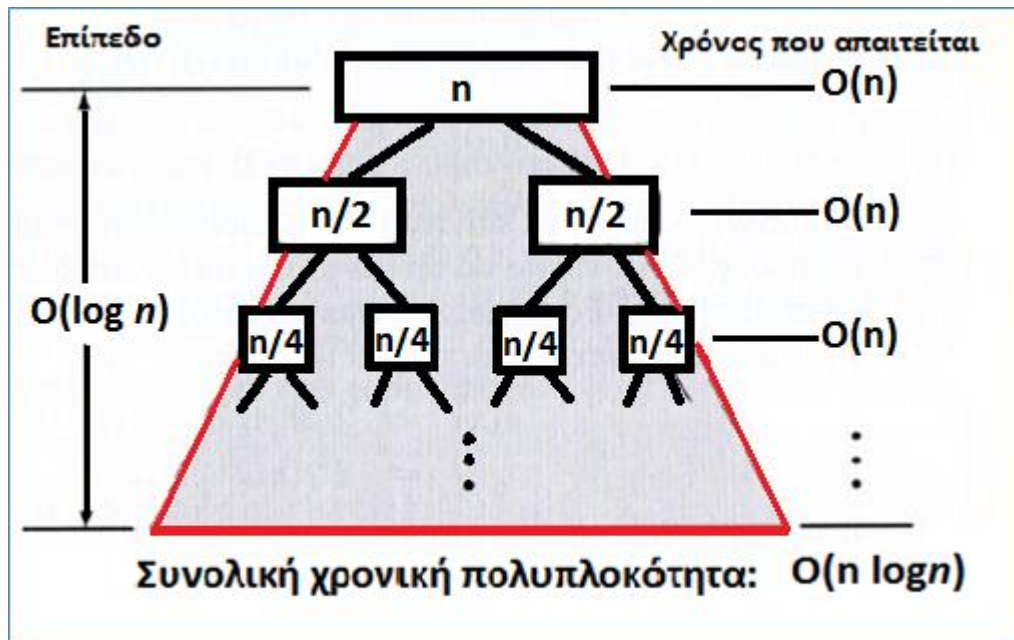 Επίπεδο
Χρόνος που απαιτείται
n
O(n)
n/2
n/2
O(n)
O(log n)
n/4
n/4
n/4
n/4
O(n)
Συνολική χρονική πολυπλοκότητα: O(n logn)